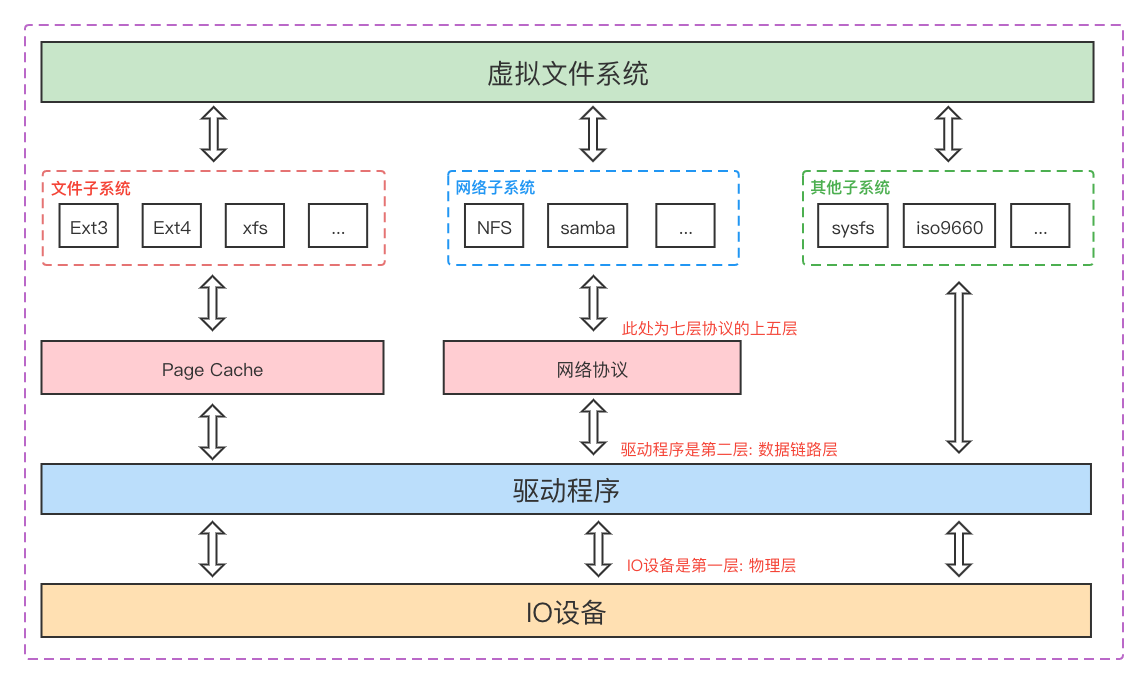 虚拟文件系统
文件子系统
Ext3
Ext4
xfs
...
网络子系统
NFS
samba
...
其他子系统
sysfs
iso9660
...
此处为七层协议的上五层
Page Cache
网络协议
驱动程序是第二层: 数据链路层
驱动程序
IO设备是第一层: 物理层
IO设备